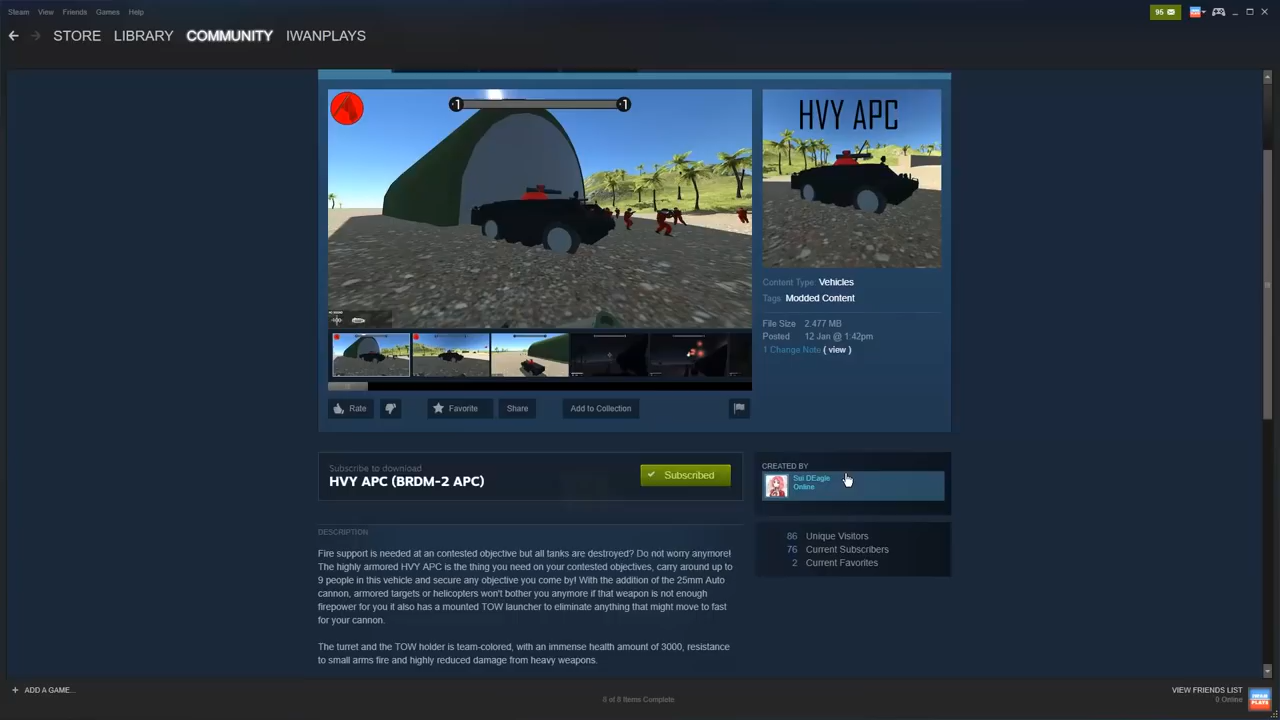 Steam View Friends Games Help
95
STORE LIBRARY COMMUNITY IWANPLAYS
1 1
HVY APC
Content Type: Vehicles
Tags: Modded Content
File Size 2.477 MB
Posted 12 Jan @ 1:42pm
1 Change Note ( view )
Rate Favorite Share Add to Collection
Subscribe to download
HVY APC (BRDM-2 APC)
Subscribed
CREATED BY
Sui DEagle
Online
86 Unique Visitors
76 Current Subscribers
2 Current Favorites
DESCRIPTION
Fire support is needed at an contested objective but all tanks are destroyed? Do not worry anymore!
The highly armored HVY APC is the thing you need on your contested objectives, carry around up to
9 people in this vehicle and secure any objective you come by! With the addition of the 25mm Auto
cannon, armored targets or helicopters won't bother you anymore if that weapon is not enough
firepower for you it also has a mounted TOW launcher to eliminate anything that might move to fast
for your cannon.
The turret and the TOW holder is team-colored, with an immense health amount of 3000, resistance
to small arms fire and highly reduced damage from heavy weapons.
+ ADD A GAME...
8 of 8 Items Complete
VIEW FRIENDS LIST
9 Online